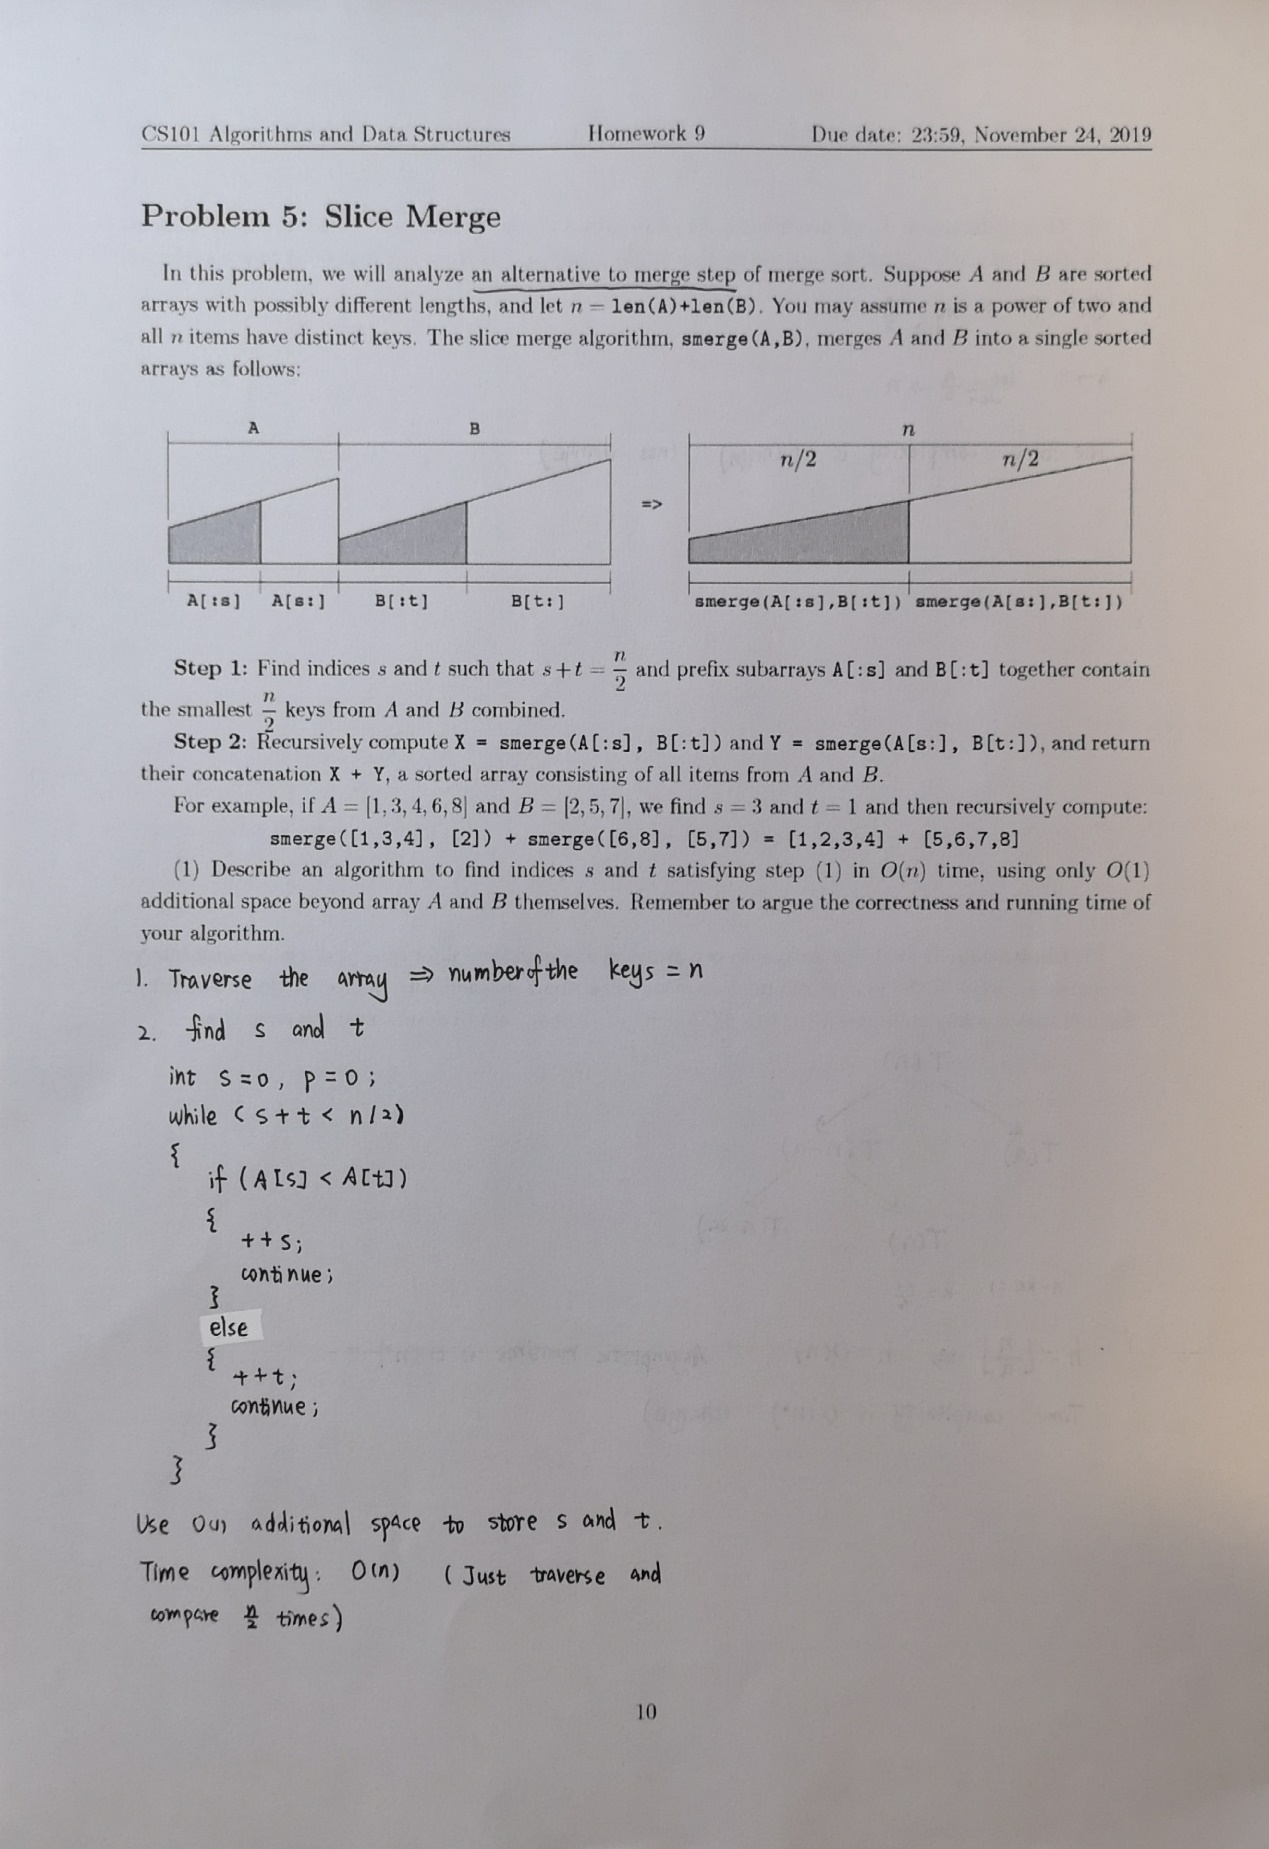 CS101 Algorithms and Data Structures Homework 9 Due date: 23:59, November 24, 2019
Problem 5: Slice Merge
In this problem, we will analyze an alternative to merge step of merge sort. Suppose A and B are sorted
arrays with possibly different lengths, and let n = len(A)+len(B). You may assume n is a power of two and
all n items have distinct keys. The slice merge algorithm, smerge(A,B), merges A and B into a single sorted
arrays as follows:
A B n
n/2 n/2
=>
A[:s] A[s:] B[:t] B[t:] smerge(A[:s],B[:t]) smerge(A[s:],B[t:])
Step 1: Find indices s and t such that s+t = n/2 and prefix subarrays A[:s] and B[:t] together contain
the smallest n/2 keys from A and B combined.
Step 2: Recursively compute X = smerge(A[:s], B[:t]) and Y = smerge(A[s:], B[t:]), and return
their concatenation X + Y, a sorted array consisting of all items from A and B.
For example, if A = [1, 3, 4, 6, 8] and B = [2, 5, 7], we find s = 3 and t = 1 and then recursively compute:
smerge([1,3,4], [2]) + smerge([6,8], [5,7]) = [1,2,3,4] + [5,6,7,8]
(1) Describe an algorithm to find indices s and t satisfying step (1) in O(n) time, using only O(1)
additional space beyond array A and B themselves. Remember to argue the correctness and running time of
your algorithm.
1. Traverse the array ⇒ number of the keys = n
2. find s and t
int s=0, p=0;
while (s+t < n/2)
{
if (A[s] < A[t])
{
++s;
continue;
}
else
{
++t;
continue;
}
}
Use O(1) additional space to store s and t.
Time complexity: O(n) (Just traverse and
compare n/2 times)
10